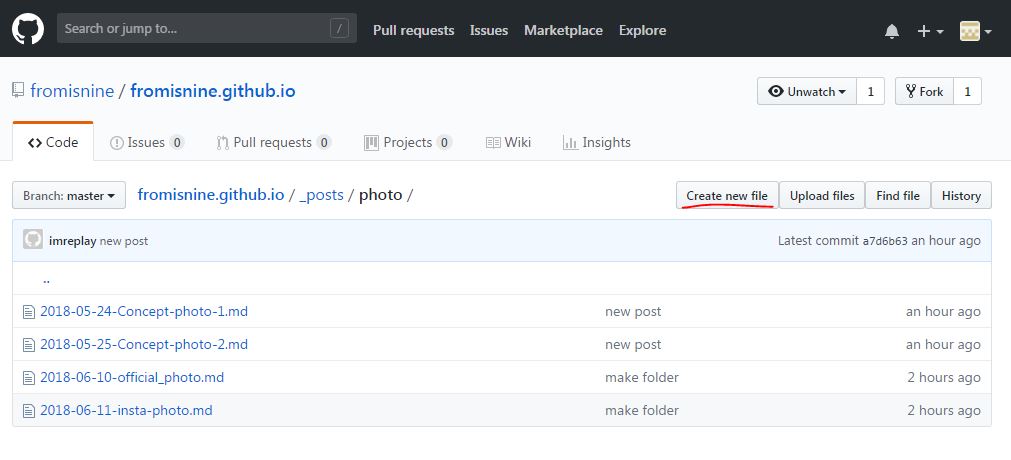 Search or jump to... /
Pull requests Issues Marketplace Explore
fromisnine / fromisnine.github.io
Unwatch 1 Fork 1
Code Issues 0 Pull requests 0 Projects 0 Wiki Insights
Branch: master fromisnine.github.io / _posts / photo / Create new file Upload files Find file History
imreplay new post Latest commit a7d6b63 an hour ago
..
2018-05-24-Concept-photo-1.md new post an hour ago
2018-05-25-Concept-photo-2.md new post an hour ago
2018-06-10-official_photo.md make folder 2 hours ago
2018-06-11-insta-photo.md make folder 2 hours ago